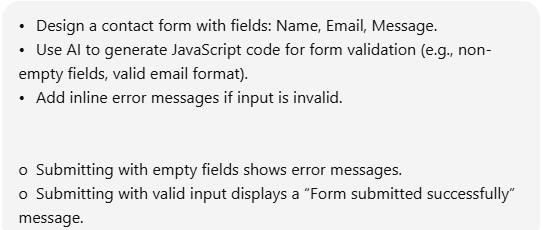 • Design a contact form with fields: Name, Email, Message.
• Use AI to generate JavaScript code for form validation (e.g., non-
empty fields, valid email format).
• Add inline error messages if input is invalid.
o Submitting with empty fields shows error messages.
o Submitting with valid input displays a “Form submitted successfully”
message.